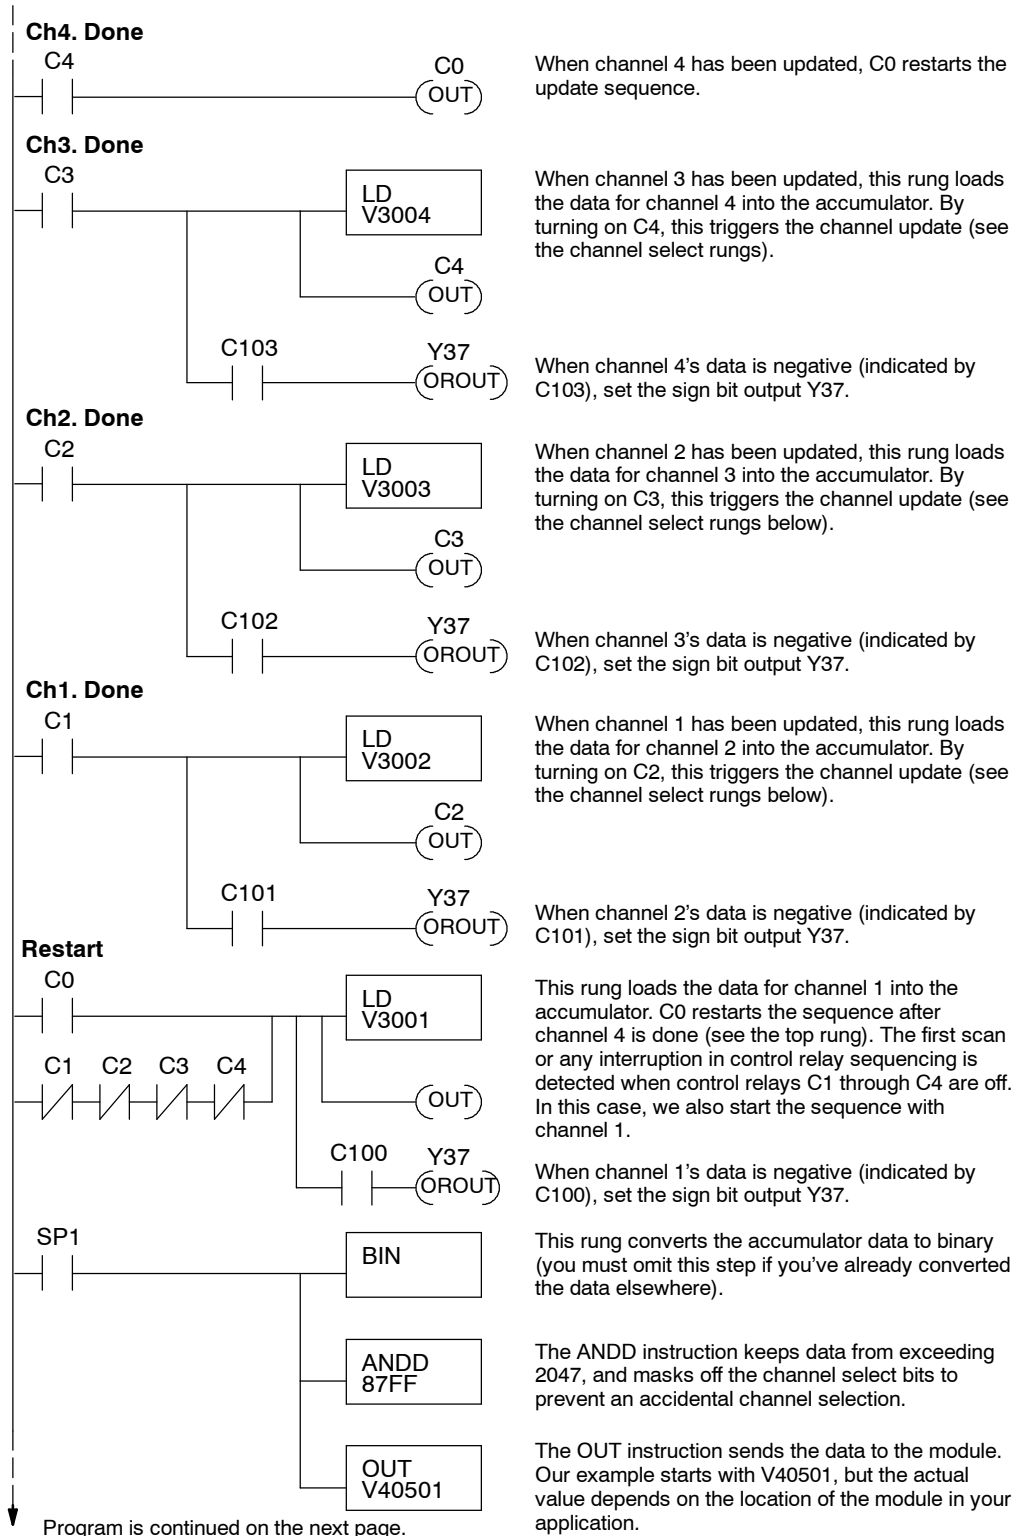 Ch4. Done
C4
C0
OUT
When channel 4 has been updated, C0 restarts the
update sequence.
Ch3. Done
C3
LD
V3004
C4
OUT
When channel 3 has been updated, this rung loads
the data for channel 4 into the accumulator. By
turning on C4, this triggers the channel update (see
the channel select rungs).
C103
Y37
OROUT
When channel 4’s data is negative (indicated by
C103), set the sign bit output Y37.
Ch2. Done
C2
LD
V3003
C3
OUT
When channel 2 has been updated, this rung loads
the data for channel 3 into the accumulator. By
turning on C3, this triggers the channel update (see
the channel select rungs below).
C102
Y37
OROUT
When channel 3’s data is negative (indicated by
C102), set the sign bit output Y37.
Ch1. Done
C1
LD
V3002
C2
OUT
When channel 1 has been updated, this rung loads
the data for channel 2 into the accumulator. By
turning on C2, this triggers the channel update (see
the channel select rungs below).
C101
Y37
OROUT
When channel 2’s data is negative (indicated by
C101), set the sign bit output Y37.
Restart
C0
LD
V3001
C1 C2 C3 C4
OUT
This rung loads the data for channel 1 into the
accumulator. C0 restarts the sequence after
channel 4 is done (see the top rung). The first scan
or any interruption in control relay sequencing is
detected when control relays C1 through C4 are off.
In this case, we also start the sequence with
channel 1.
C100
Y37
OROUT
When channel 1’s data is negative (indicated by
C100), set the sign bit output Y37.
SP1
BIN
This rung converts the accumulator data to binary
(you must omit this step if you’ve already converted
the data elsewhere).
ANDD
87FF
The ANDD instruction keeps data from exceeding
2047, and masks off the channel select bits to
prevent an accidental channel selection.
OUT
V40501
The OUT instruction sends the data to the module.
Our example starts with V40501, but the actual
value depends on the location of the module in your
application.
Program is continued on the next page.